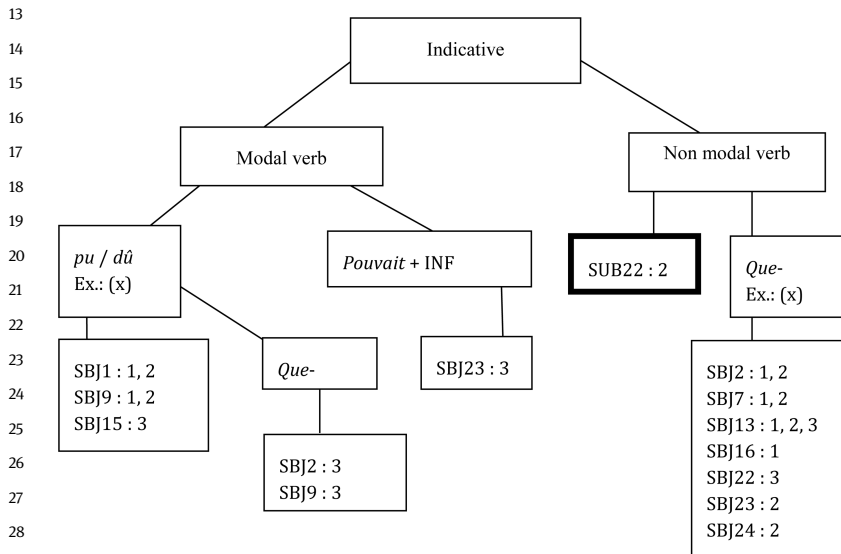 13
14
15
16
17
18
19
20
21
22
23
24
25
26
27
28
Indicative
Modal verb
Non modal verb
pu / dû
Ex.: (x)
Pouvait + INF
SUB22 : 2
Que-
Ex.: (x)
SBJ1 : 1, 2
SBJ9 : 1, 2
SBJ15 : 3
Que-
SBJ23 : 3
SBJ2 : 3
SBJ9 : 3
SBJ2 : 1, 2
SBJ7 : 1, 2
SBJ13 : 1, 2, 3
SBJ16 : 1
SBJ22 : 3
SBJ23 : 2
SBJ24 : 2